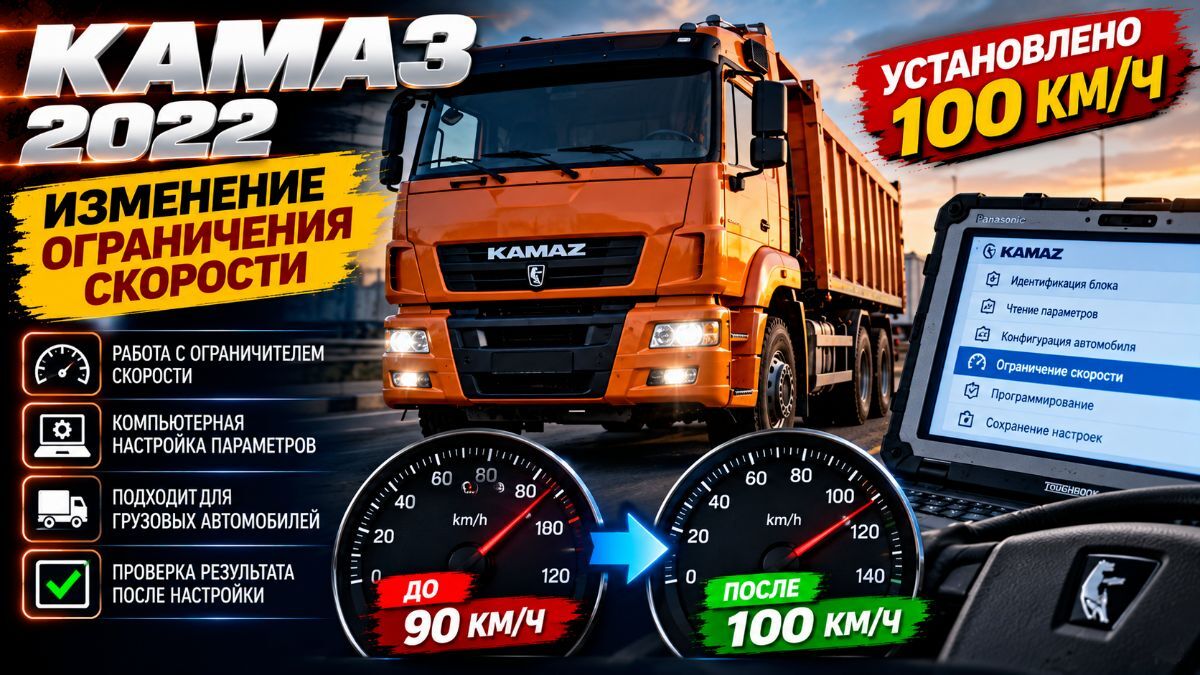 КАМАЗ
2022
ИЗМЕНЕНИЕ
ОГРАНИЧЕНИЯ
СКОРОСТИ
УСТАНОВЛЕНО
100 КМ/Ч
РАБОТА С ОГРАНИЧИТЕЛЕМ
СКОРОСТИ
КОМПЬЮТЕРНАЯ
НАСТРОЙКА ПАРАМЕТРОВ
ПОДХОДИТ ДЛЯ
ГРУЗОВЫХ АВТОМОБИЛЕЙ
ПРОВЕРКА РЕЗУЛЬТАТА
ПОСЛЕ НАСТРОЙКИ
KAMAZ
Panasonic
KAMAZ
Идентификация блока
Чтение параметров
Конфигурация автомобиля
Ограничение скорости
Программирование
Сохранение настроек
TOUGHBOOK
0
20
40
60
80
80
180
120
km/h
ДО
90 КМ/Ч
0
20
40
60
80
100
120
140
km/h
ПОСЛЕ
100 КМ/Ч